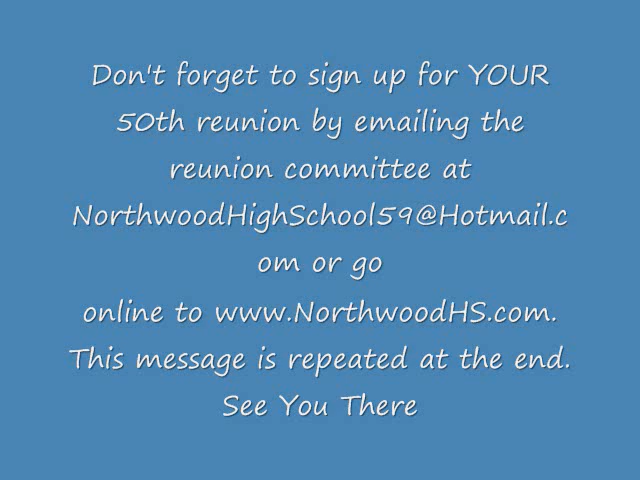 Don't forget to sign up for YOUR
50th reunion by emailing the
reunion committee at
NorthwoodHighSchool59@Hotmail.c
om or go
online to www.NorthwoodHS.com.
This message is repeated at the end.
See You There